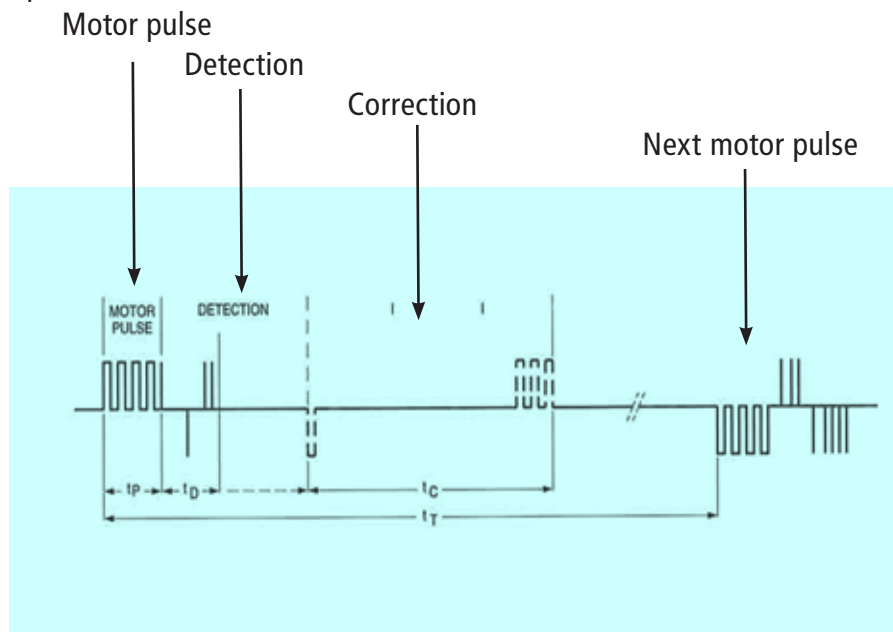 Motor pulse
Detection
Correction
Next motor pulse
MOTOR
PULSE
DETECTION
tP
tD
tC
tT